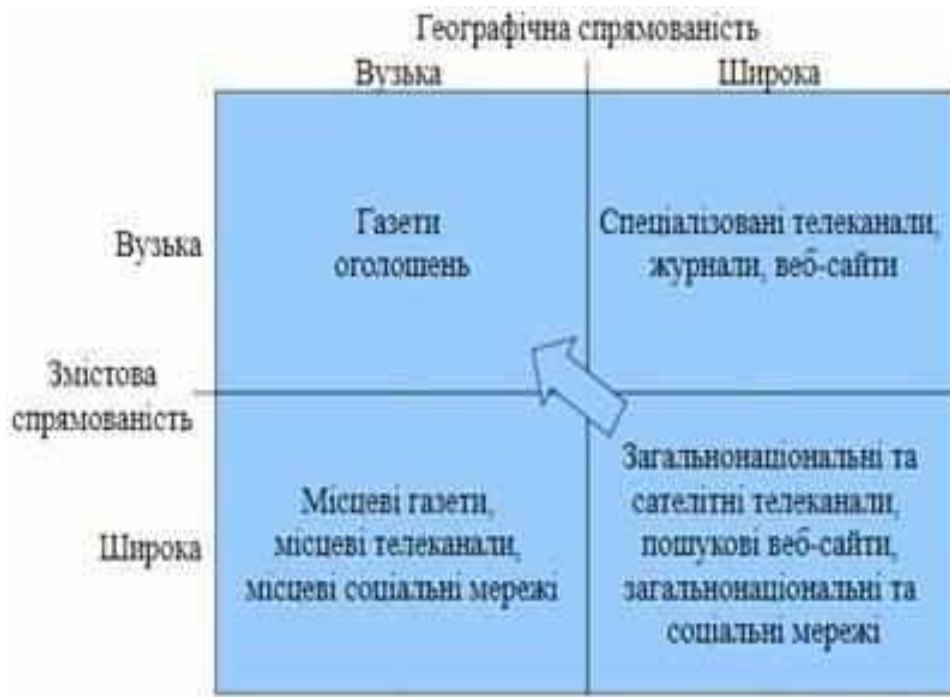 Географічна спрямованість
Вузька Широка
Вузька
Газети
оголошень
Спеціалізовані телеканали,
журнали, веб-сайти
Змістова
спрямованість
Широка
Місцеві газети,
місцеві телеканали,
місцеві соціальні мережі
Загальнонаціональні та
сателітні телеканали,
пошукові веб-сайти,
загальнонаціональні та
соціальні мережі